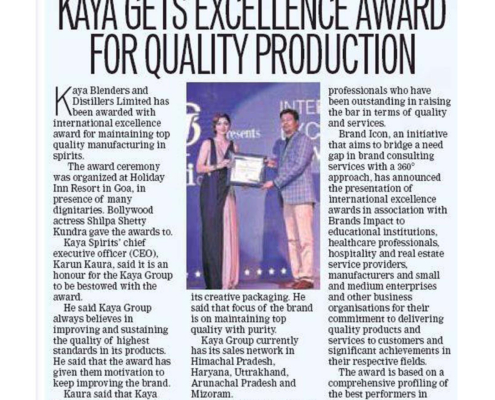 KAYA GETS EXCELLENCE AWARD
FOR QUALITY PRODUCTION
Kaya Blenders and
Distillers Limited has
been awarded with
international excellence
award for maintaining top
quality manufacturing in
spirits.
The award ceremony
was organized at Holiday
Inn Resort in Goa, in
presence of many
dignitaries. Bollywood
actress Shilpa Shetty
Kundra gave the awards to.
Kaya Spirits' chief
executive officer (CEO),
Karun Kaura, said it is an
honour for the Kaya Group
to be bestowed with the
award.
He said Kaya Group
always believes in
improving and sustaining
the quality of highest
standards in its products.
He said that the award has
given them motivation to
keep improving the brand.
Kaura said that Kaya
INTER
presents
its creative packaging. He
said that focus of the brand
is on maintaining top
quality with purity.
Kaya Group currently
has its sales network in
Himachal Pradesh,
Haryana, Uttrakhand,
Arunachal Pradesh and
Mizoram.
professionals who have
been outstanding in raising
the bar in terms of quality
and services.
Brand Icon, an initiative
that aims to bridge a need
gap in brand consulting
services with a 360°
approach, has announced
the presentation of
international excellence
awards in association with
Brands Impact to
educational institutions,
healthcare professionals,
hospitality and real estate
service providers,
manufacturers and small
and medium enterprises
and other business
organisations for their
commitment to delivering
quality products and
services to customers and
significant achievements in
their respective fields.
The award is based on a
comprehensive profiling of
the best performers in